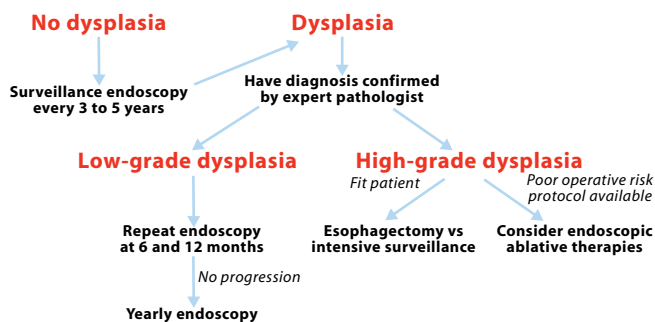 No dysplasia
Dysplasia
Surveillance endoscopy
every 3 to 5 years
Have diagnosis confirmed
by expert pathologist
Low-grade dysplasia
High-grade dysplasia
Fit patient
Poor operative risk
protocol available
Repeat endoscopy
at 6 and 12 months
Esophagectomy vs
intensive surveillance
Consider endoscopic
ablative therapies
No progression
Yearly endoscopy